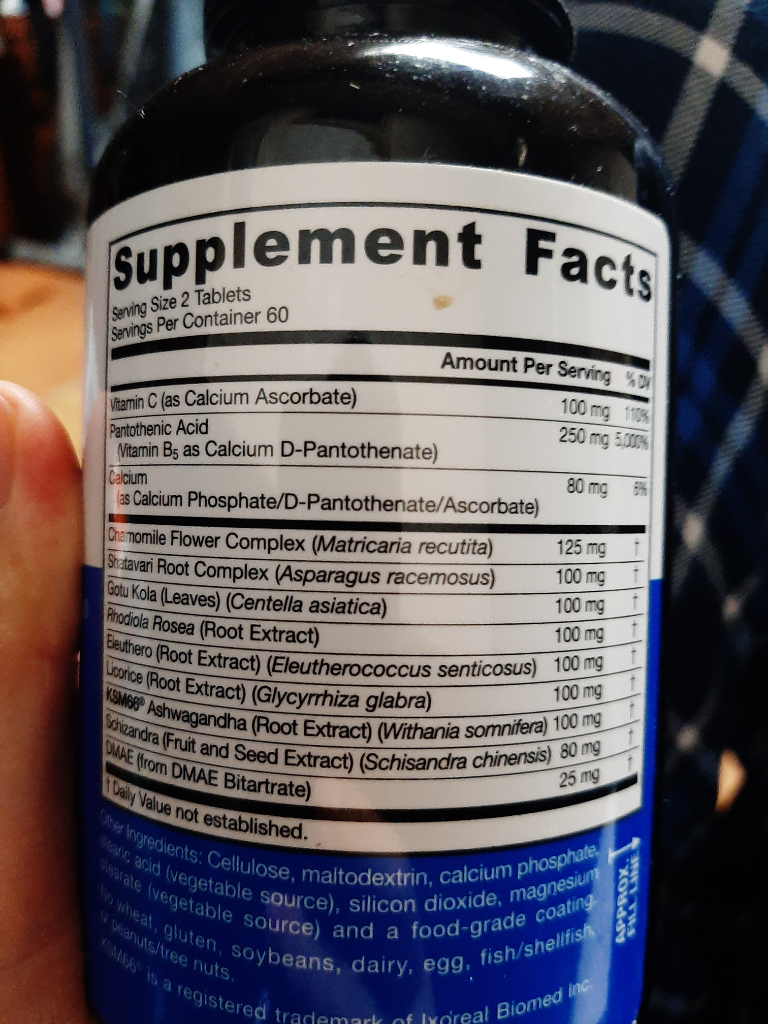 Supplement Facts
Serving Size 2 Tablets
Servings Per Container 60
Amount Per Serving % DV
Vitamin C (as Calcium Ascorbate) 100 mg 110%
Pantothenic Acid 250 mg 5,000%
(Vitamin B5 as Calcium D-Pantothenate)
Calcium 80 mg 6%
(as Calcium Phosphate/D-Pantothenate/Ascorbate)
Chamomile Flower Complex (Matricaria recutita) 125 mg †
Shatavari Root Complex (Asparagus racemosus) 100 mg †
Gotu Kola (Leaves) (Centella asiatica) 100 mg †
Rhodiola Rosea (Root Extract) 100 mg †
Eleuthero (Root Extract) (Eleutherococcus senticosus) 100 mg †
Licorice (Root Extract) (Glycyrrhiza glabra) 100 mg †
KSM66® Ashwagandha (Root Extract) (Withania somnifera) 100 mg †
Schizandra (Fruit and Seed Extract) (Schisandra chinensis) 80 mg †
DMAE (from DMAE Bitartrate) 25 mg †
† Daily Value not established.
Other Ingredients: Cellulose, maltodextrin, calcium phosphate,
stearic acid (vegetable source), silicon dioxide, magnesium
stearate (vegetable source) and a food-grade coating.
No wheat, gluten, soybeans, dairy, egg, fish/shellfish,
or peanuts/tree nuts.
KSM66® is a registered trademark of Ixoreal Biomed Inc.
APPROX.
FILL LINE